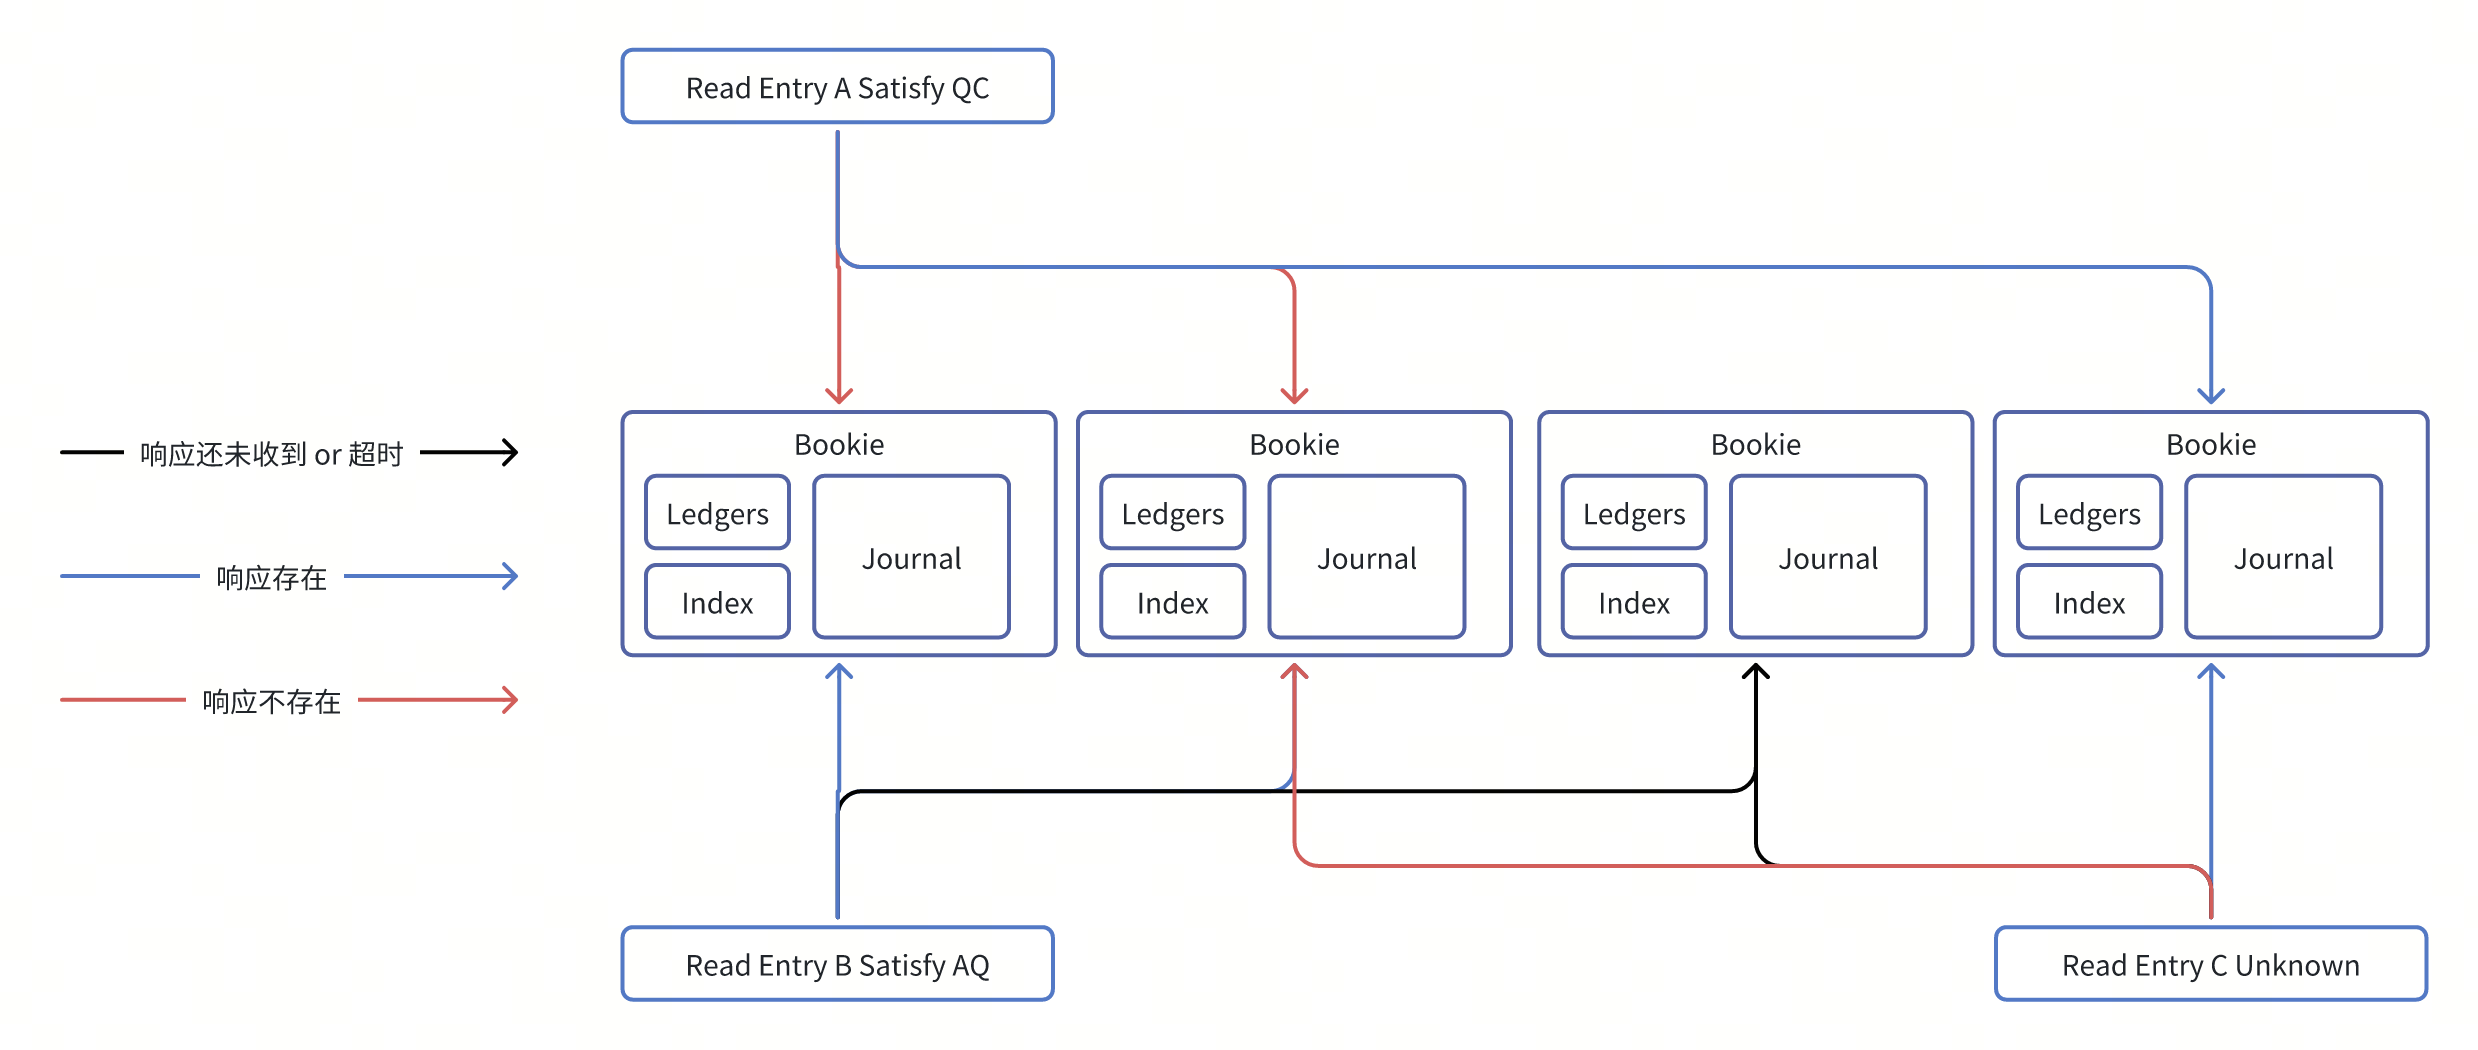 Read Entry A Satisfy QC
响应还未收到 or 超时
响应存在
响应不存在
Bookie
Ledgers
Index
Journal
Bookie
Ledgers
Index
Journal
Bookie
Ledgers
Index
Journal
Bookie
Ledgers
Index
Journal
Read Entry B Satisfy AQ
Read Entry C Unknown